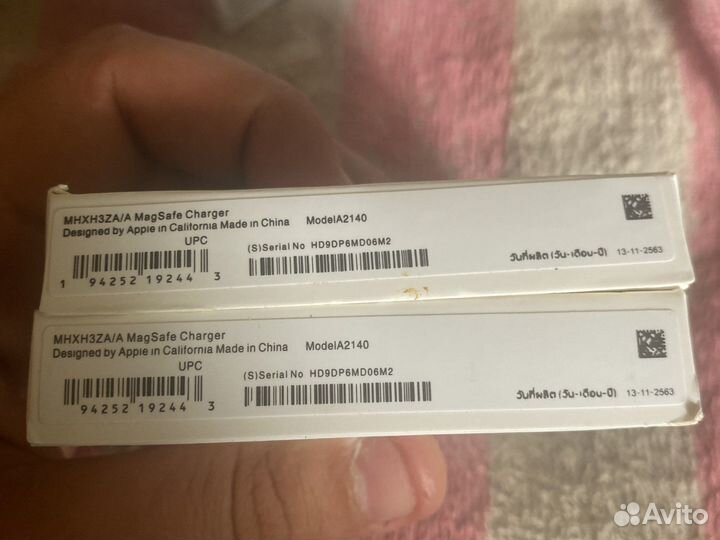 MHXH3ZA/A MagSafe Charger
Designed by Apple in California Made in China ModelA2140
UPC
1 94252 19244 3
(S)Serial No HD9DP6MD06M2
วันที่ผลิต (วัน-เดือน-ปี) 13-11-2563
MHXH3ZA/A MagSafe Charger
Designed by Apple in California Made in China ModelA2140
UPC
1 94252 19244 3
(S)Serial No HD9DP6MD06M2
วันที่ผลิต (วัน-เดือน-ปี) 13-11-2563
Avito